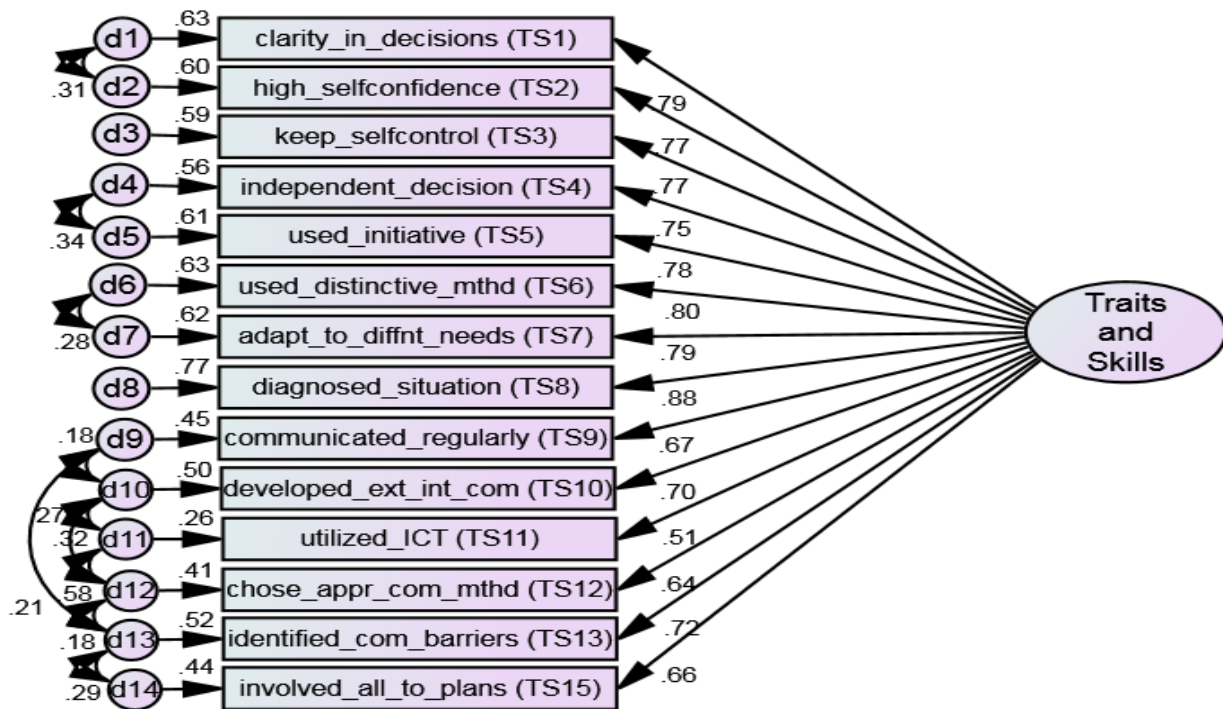 .63
d1 clarity_in_decisions (TS1)
.31 .60
d2 high_selfconfidence (TS2) .79
.59
d3 keep_selfcontrol (TS3) .77
.56
d4 independent_decision (TS4) .77
.34 .61
d5 used_initiative (TS5) .75
.63
d6 used_distinctive_mthd (TS6) .78
.28 .62 .80
d7 adapt_to_diffnt_needs (TS7) .79
.77
d8 diagnosed_situation (TS8) .88
.18 .45
d9 communicated_regularly (TS9) .67
.50
d10 developed_ext_int_com (TS10) .70
.27 .32 .26
d11 utilized_ICT (TS11) .51
.58 .41
d12 chose_appr_com_mthd (TS12) .64
.21 .18 .52
d13 identified_com_barriers (TS13) .72
.29 .44
d14 involved_all_to_plans (TS15) .66
Traits
and
Skills